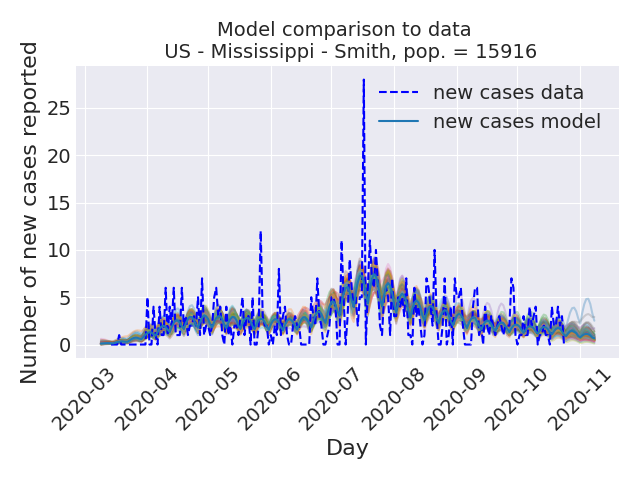 Model comparison to data
US - Mississippi - Smith, pop. = 15916
Number of new cases reported
25
20
15
10
5
0
new cases data
new cases model
2020-03
2020-04
2020-05
2020-06
2020-07
2020-08
2020-09
2020-10
2020-11
Day